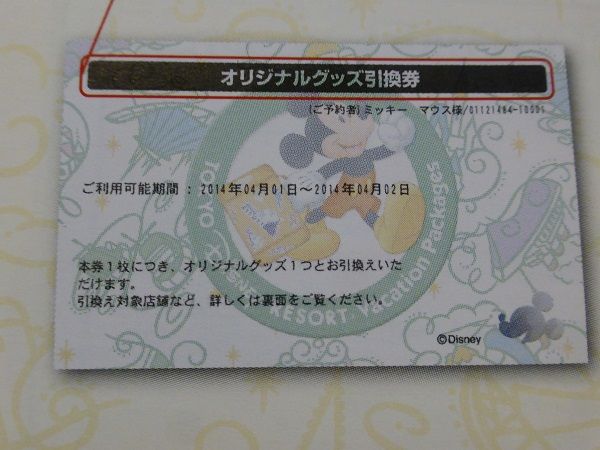 オリジナルグッズ引換券
(ご予約者)ミッキー マウス様/01121484-T0001
ご利用可能期間 : 2014年04月01日~2014年04月02日
本券1枚につき、オリジナルグッズ1つとお引換えいた
だけます。
引換え対象店舗など、詳しくは裏面をご覧ください。
TOKYO DISNEY RESORT Vacation Packages
©Disney